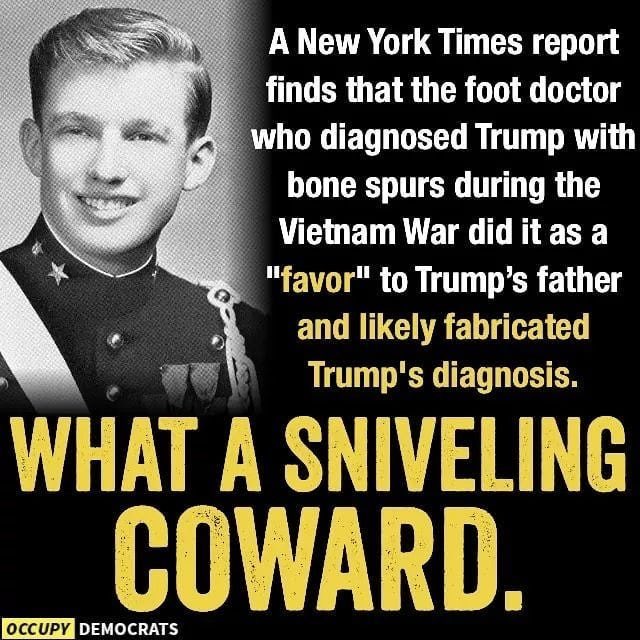 A New York Times report
finds that the foot doctor
who diagnosed Trump with
bone spurs during the
Vietnam War did it as a
"favor" to Trump's father
and likely fabricated
Trump's diagnosis.
WHAT A SNIVELING
COWARD.
OCCUPY DEMOCRATS